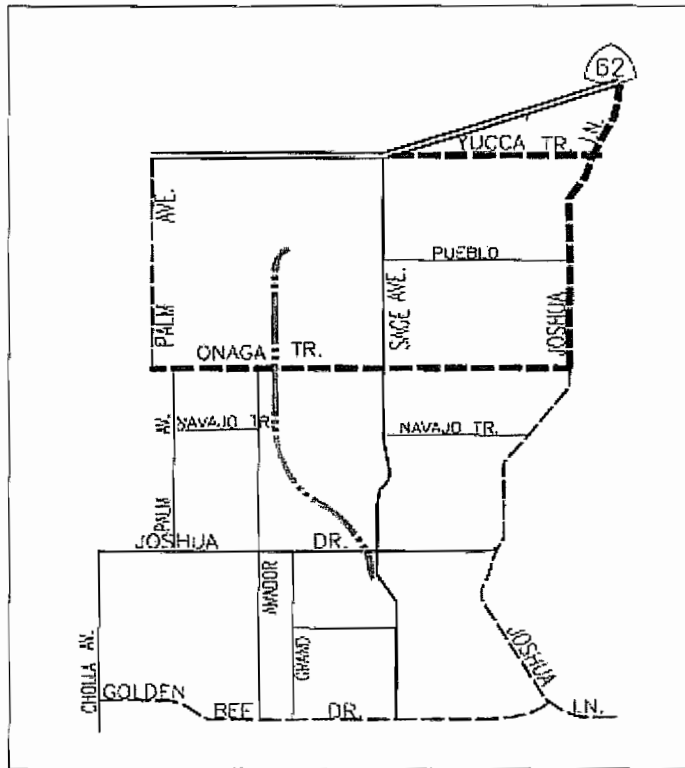 62
YUCCA TR.
LN.
PALM AVE.
PUEBLO
SAGE AVE.
JOSHUA
ONAGA TR.
PALM AV.
NAVAJO TR.
NAVAJO TR.
JOSHUA DR.
AMADOR
GRAND
JOSHUA
CHOLLA AV.
GOLDEN
BEE DR.
LN.